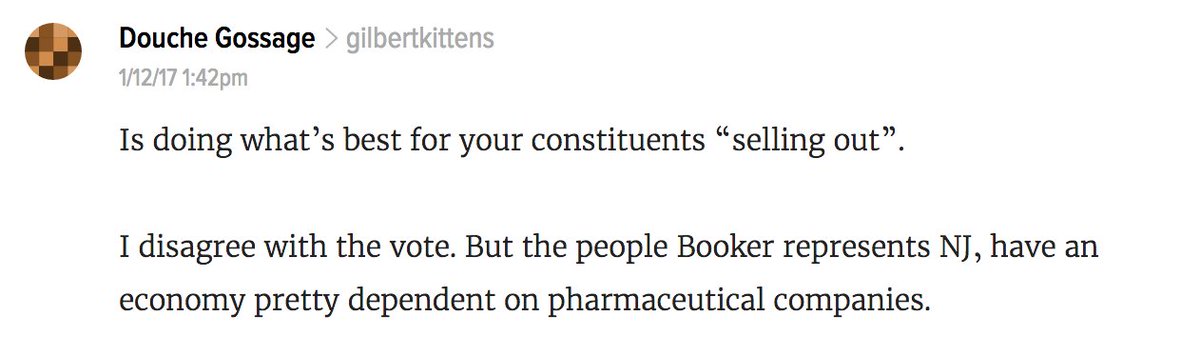 Douche Gossage > gilbertkittens
1/12/17 1:42pm
Is doing what’s best for your constituents “selling out”.
I disagree with the vote. But the people Booker represents NJ, have an
economy pretty dependent on pharmaceutical companies.